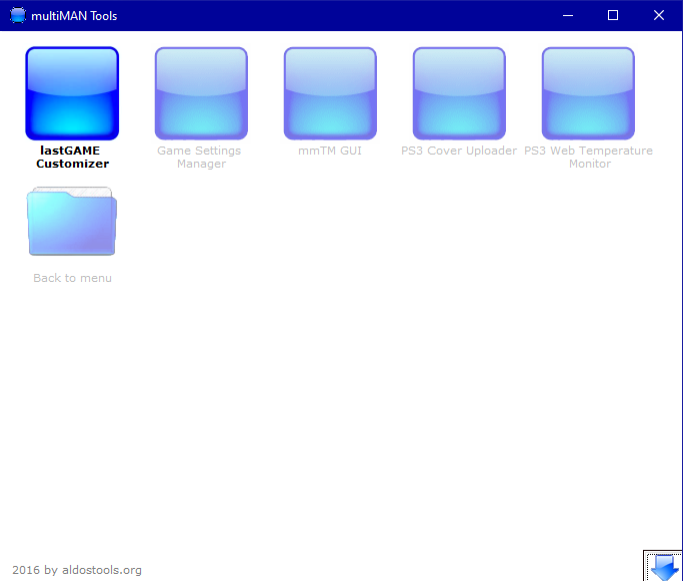 multiMAN Tools
lastGAME
Customizer
Game Settings
Manager
mmTM GUI
PS3 Cover Uploader
PS3 Web Temperature
Monitor
Back to menu
2016 by aldostools.org